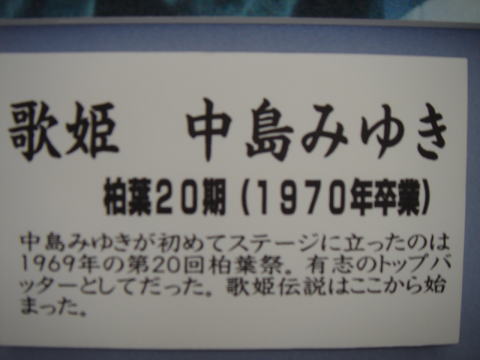 歌姫　中島みゆき
柏葉20期（1970年卒業）
中島みゆきが初めてステージに立ったのは
1969年の第20回柏葉祭。有志のトップバ
ッターとしてだった。歌姫伝説はここから始
まった。